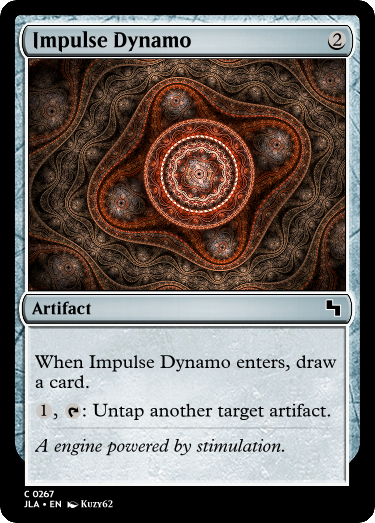 Impulse Dynamo 2
Artifact
When Impulse Dynamo enters, draw
a card.
1, : Untap another target artifact.
A engine powered by stimulation.
C 0267
JLA • EN Kuzy62